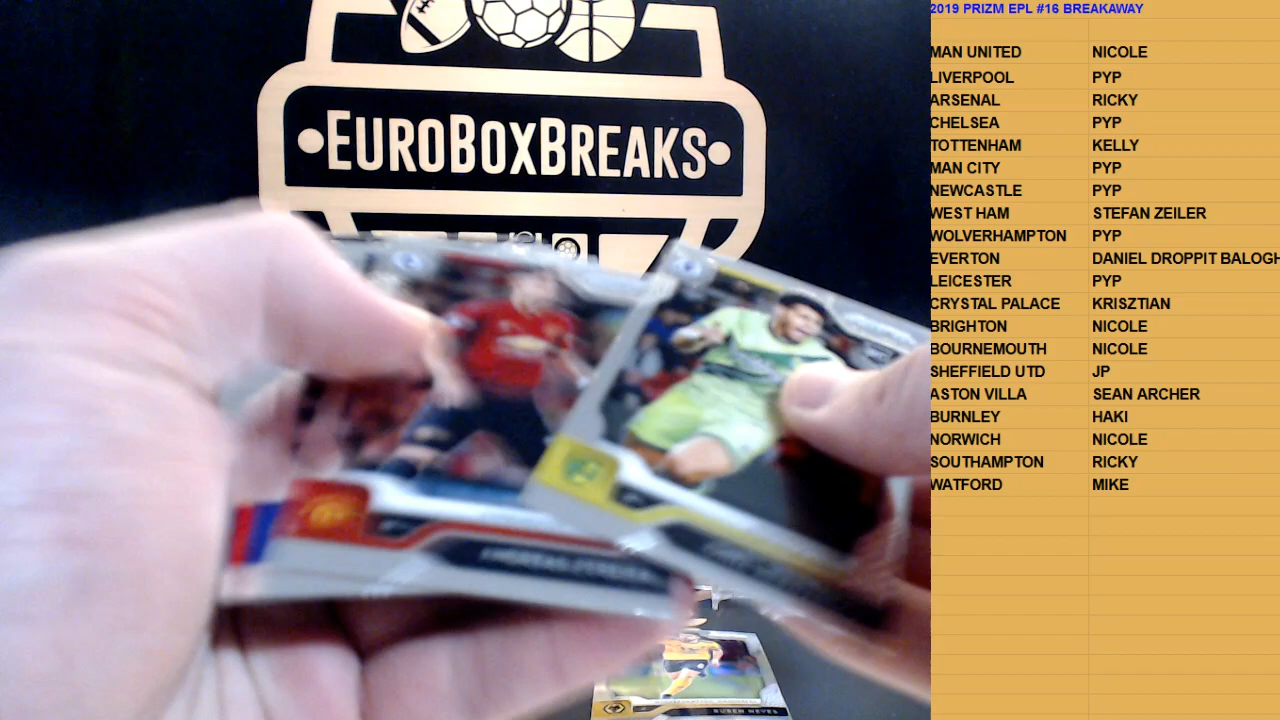 EUROBOXBREAKS
RUBEN NEVES
2019 PRIZM EPL #16 BREAKAWAY
MAN UNITED NICOLE
LIVERPOOL PYP
ARSENAL RICKY
CHELSEA PYP
TOTTENHAM KELLY
MAN CITY PYP
NEWCASTLE PYP
WEST HAM STEFAN ZEILER
WOLVERHAMPTON PYP
EVERTON DANIEL DROPPIT BALOGH
LEICESTER PYP
CRYSTAL PALACE KRISZTIAN
BRIGHTON NICOLE
BOURNEMOUTH NICOLE
SHEFFIELD UTD JP
ASTON VILLA SEAN ARCHER
BURNLEY HAKI
NORWICH NICOLE
SOUTHAMPTON RICKY
WATFORD MIKE